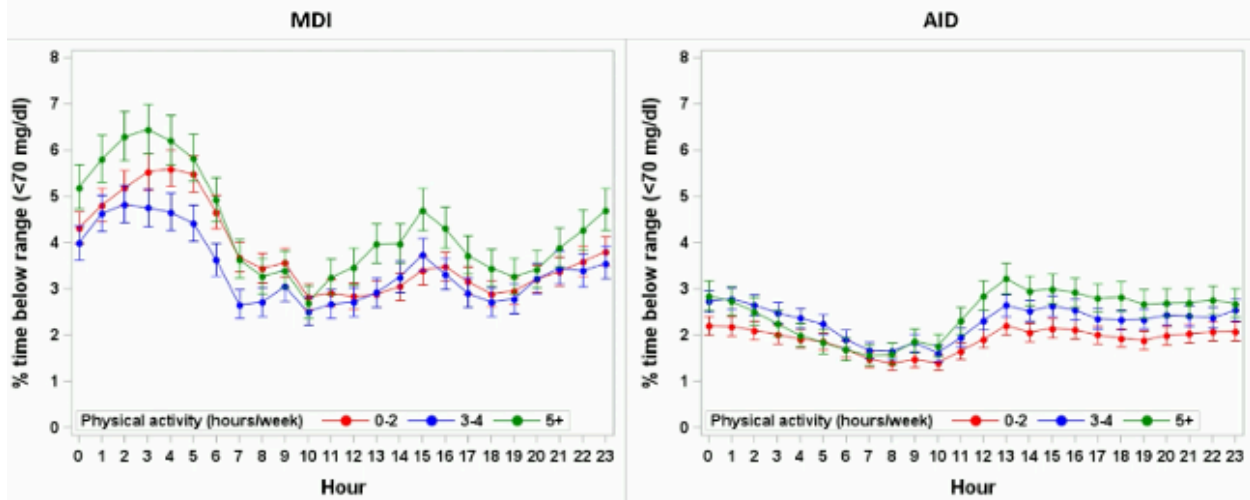 MDI
AID
% time below range (<70 mg/dl)
8
7
6
5
4
3
2
1
0
Physical activity (hours/week) 0-2 3-4 5+
0 1 2 3 4 5 6 7 8 9 10 11 12 13 14 15 16 17 18 19 20 21 22 23
Hour
% time below range (<70 mg/dl)
8
7
6
5
4
3
2
1
0
Physical activity (hours/week) 0-2 3-4 5+
0 1 2 3 4 5 6 7 8 9 10 11 12 13 14 15 16 17 18 19 20 21 22 23
Hour